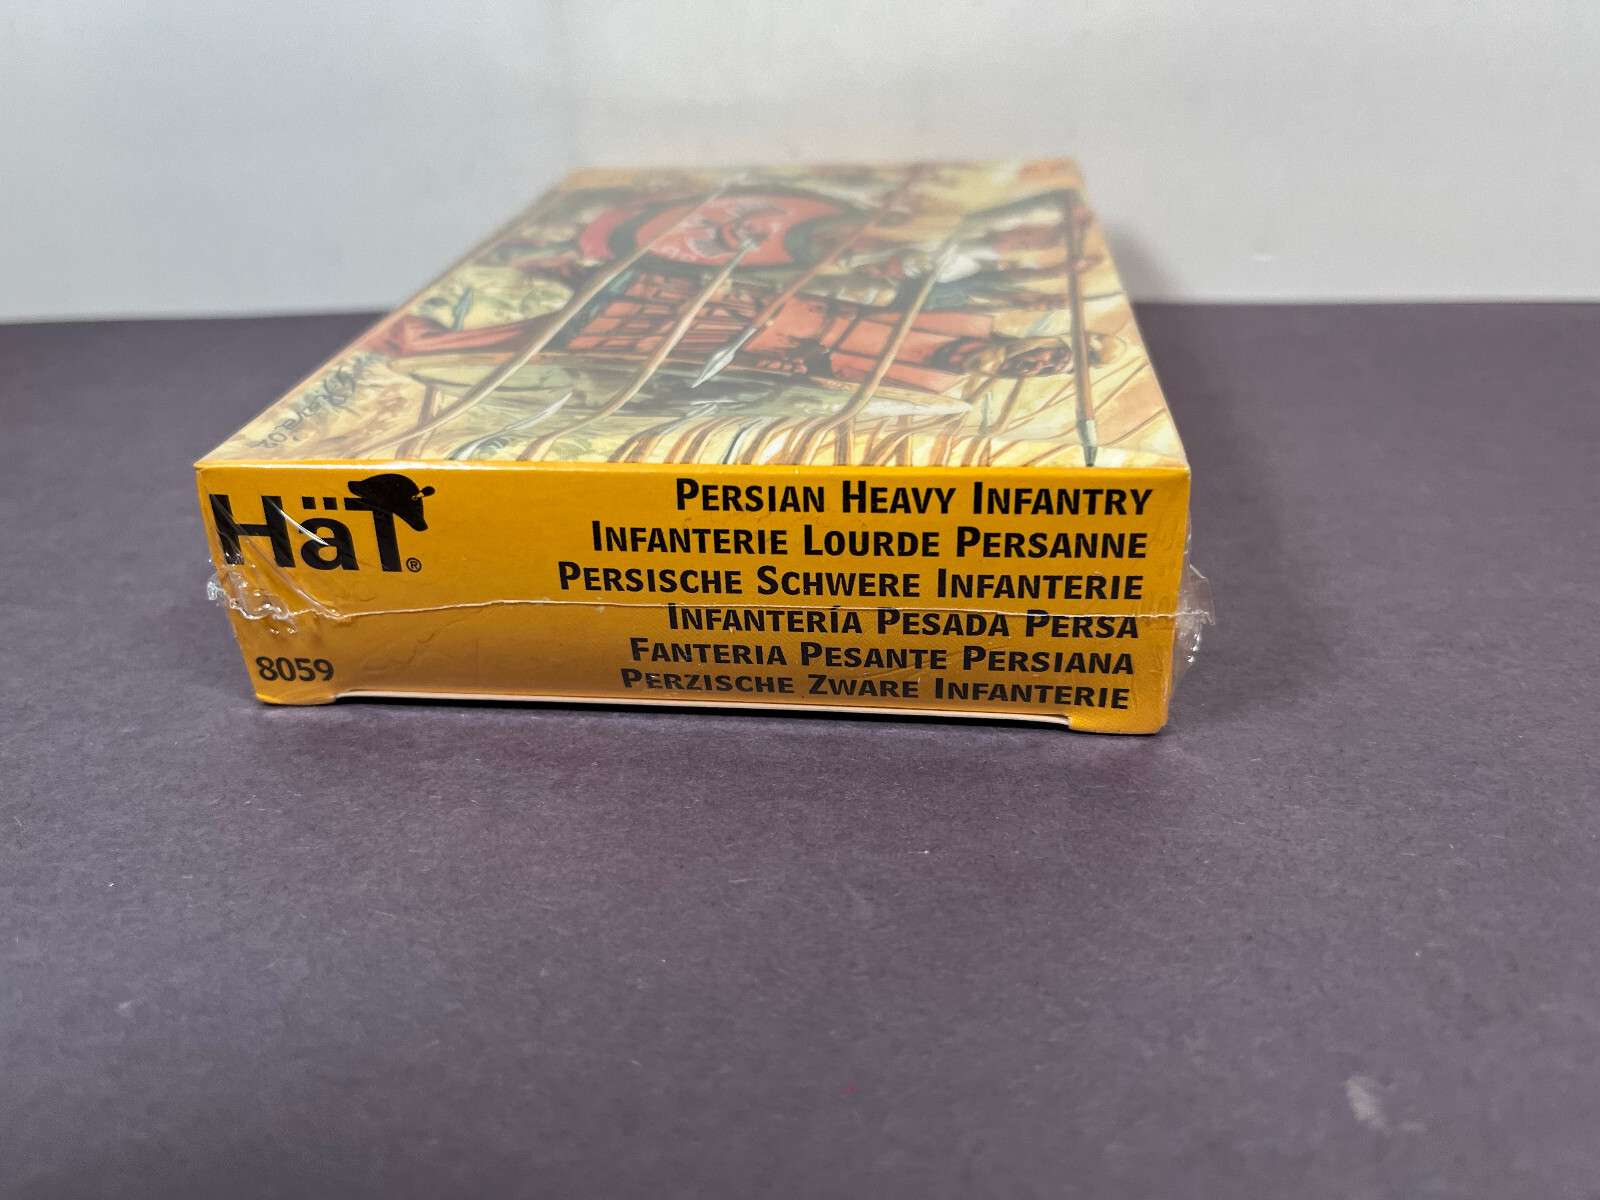 HäT®
8059
PERSIAN HEAVY INFANTRY
INFANTERIE LOURDE PERSANNE
PERSISCHE SCHWERE INFANTERIE
INFANTERÍA PESADA PERSA
FANTERIA PESANTE PERSIANA
PERZISCHE ZWARE INFANTERIE